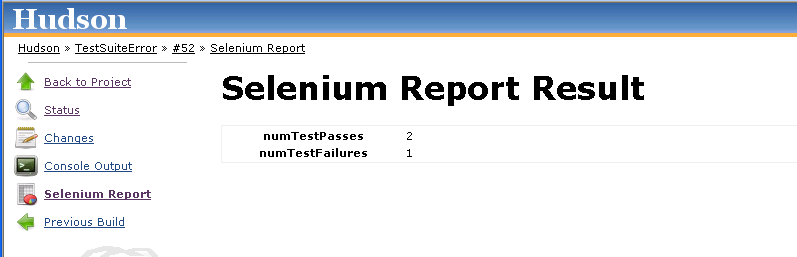 Hudson
Hudson » TestSuiteError » #52 » Selenium Report
Back to Project
Status
Changes
Console Output
Selenium Report
Previous Build
Selenium Report Result
numTestPasses 2
numTestFailures 1